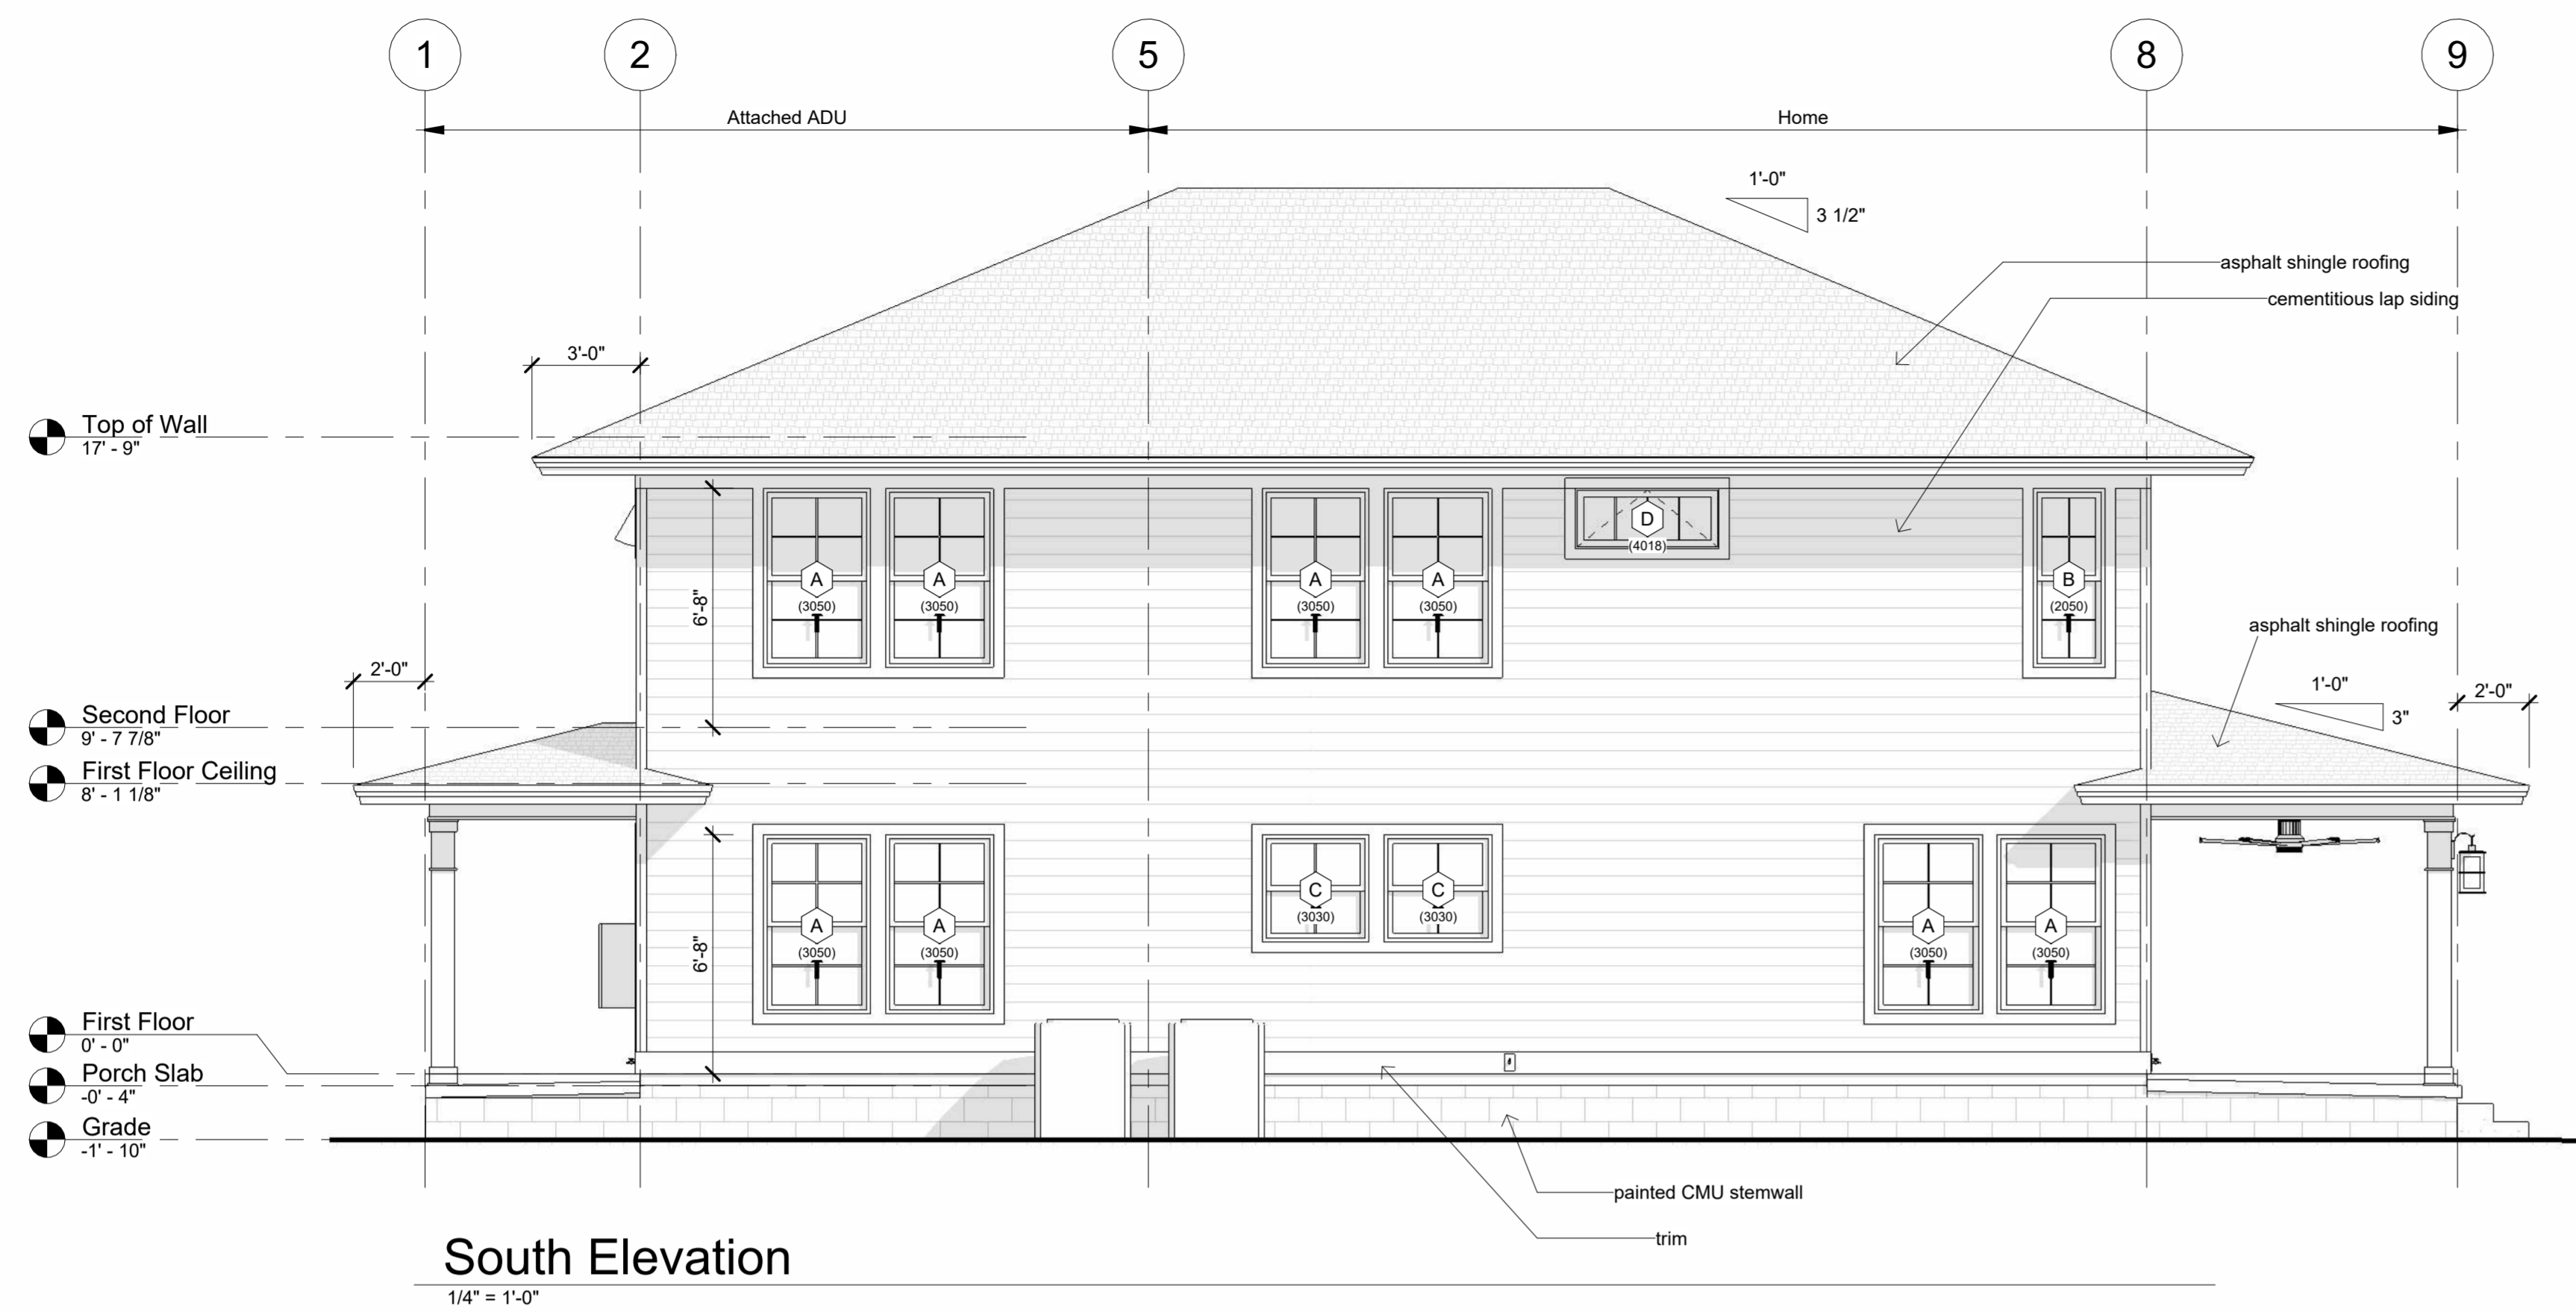 1
2
5
8
9
Attached ADU
Home
1'-0"
3 1/2"
asphalt shingle roofing
cementitious lap siding
3'-0"
Top of Wall
17' - 9"
D
(4018)
A
A
A
A
B
(3050)
(3050)
(3050)
(3050)
(2050)
6'-8"
asphalt shingle roofing
2'-0"
1'-0"
2'-0"
3"
Second Floor
9' - 7 7/8"
First Floor Ceiling
8' - 1 1/8"
C
C
(3030)
(3030)
A
A
A
A
(3050)
(3050)
(3050)
(3050)
6'-8"
First Floor
0' - 0"
Porch Slab
-0' - 4"
Grade
-1' - 10"
painted CMU stemwall
trim
South Elevation
1/4" = 1'-0"